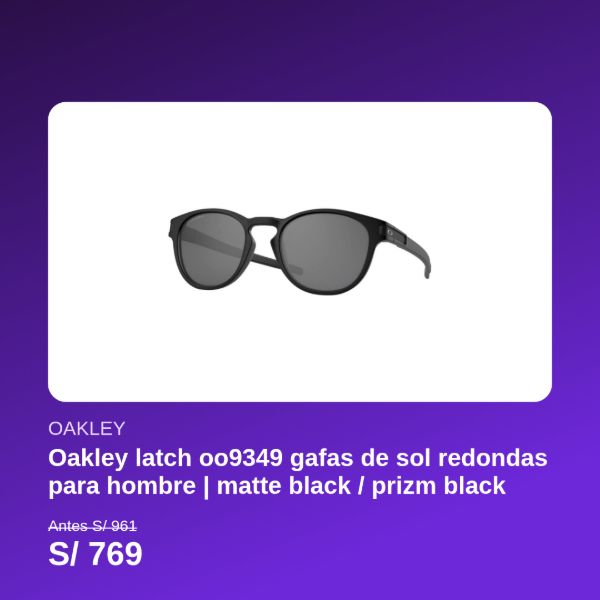 OAKLEY
Oakley latch oo9349 gafas de sol redondas
para hombre | matte black / prizm black
Antes S/ 961
S/ 769